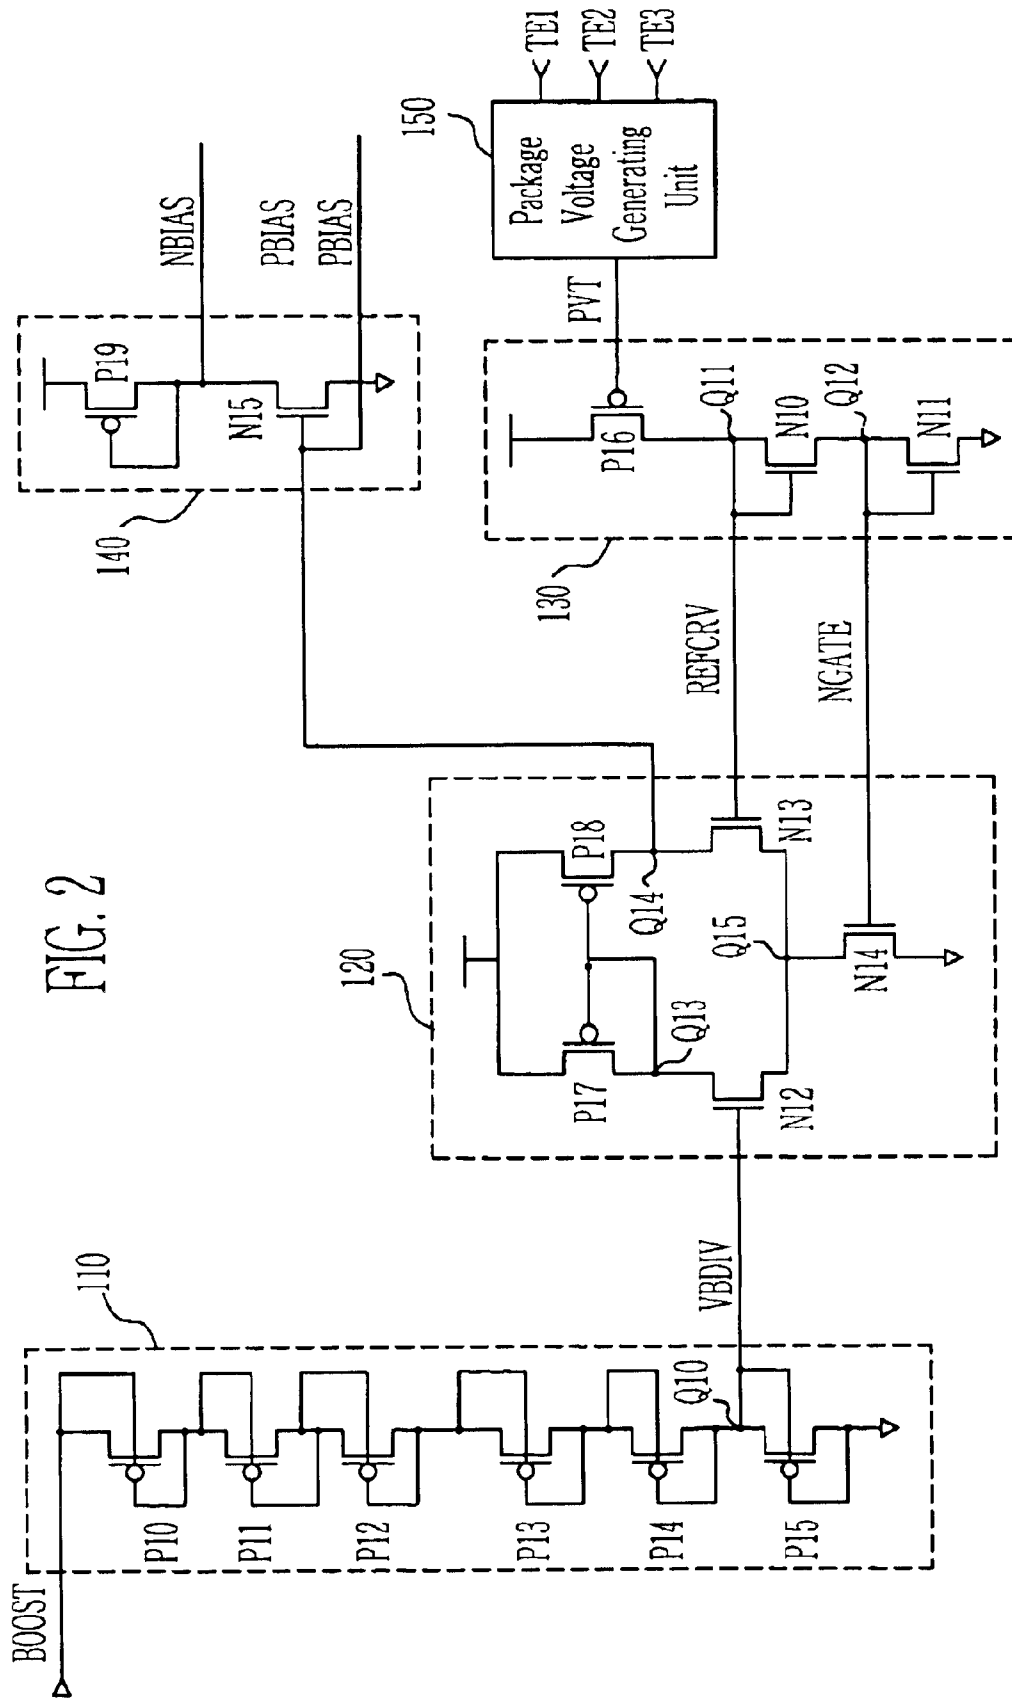 FIG. 2
BOOST
110
P10
P11
P12
P13
P14
P15
Q10
VBDIV
120
P17
P18
Q13
Q14
Q15
N12
N13
N14
REFCRV
NGATE
130
P16
Q11
N10
Q12
N11
PVT
140
P19
N15
NBIAS
PBIAS
PBIAS
150
Package
Voltage
Generating
Unit
TE1
TE2
TE3